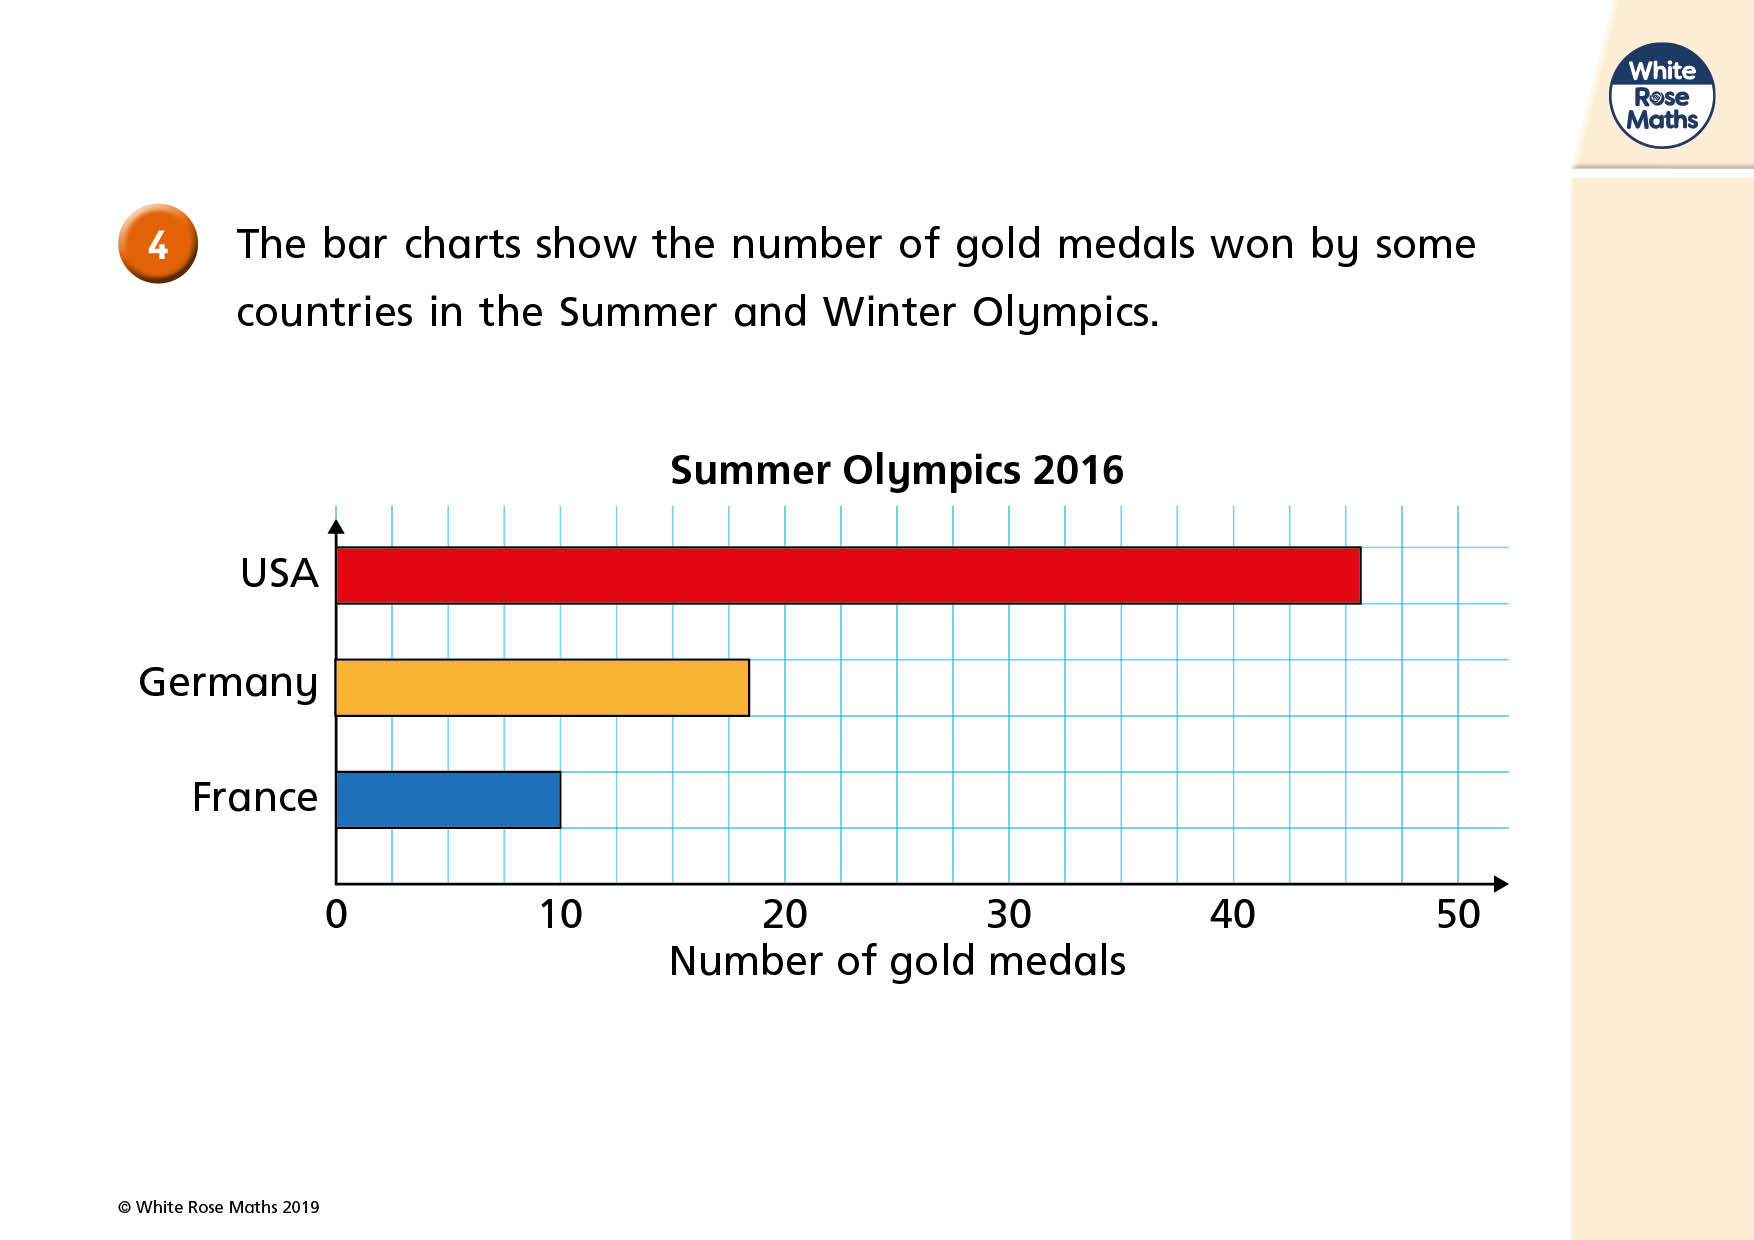 White
Rose
Maths
4
The bar charts show the number of gold medals won by some
countries in the Summer and Winter Olympics.
Summer Olympics 2016
USA
Germany
France
0 10 20 30 40 50
Number of gold medals
© White Rose Maths 2019